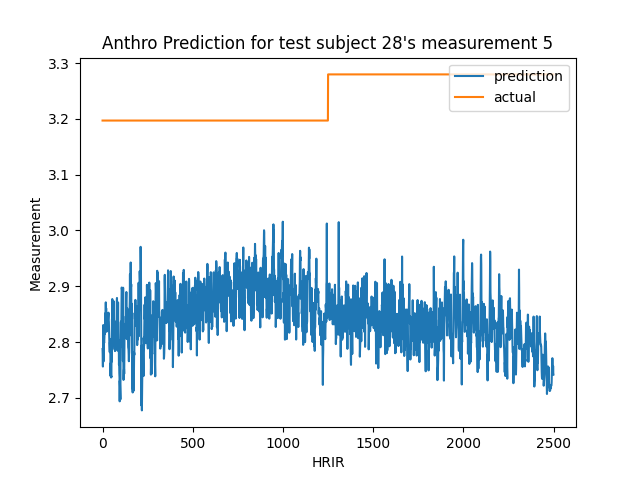 Anthro Prediction for test subject 28's measurement 5
3.3
3.2
3.1
3.0
2.9
2.8
2.7
Measurement
prediction
actual
0 500 1000 1500 2000 2500
HRIR